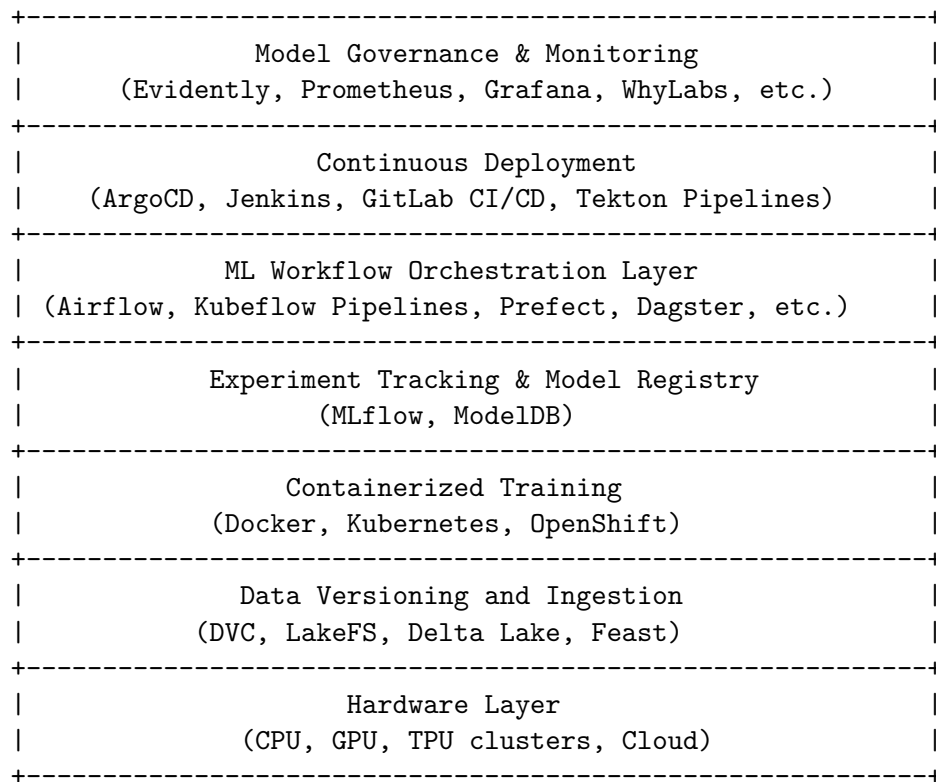 Model Governance & Monitoring
(Evidently, Prometheus, Grafana, WhyLabs, etc.)
Continuous Deployment
(ArgoCD, Jenkins, GitLab CI/CD, Tekton Pipelines)
ML Workflow Orchestration Layer
(Airflow, Kubeflow Pipelines, Prefect, Dagster, etc.)
Experiment Tracking & Model Registry
(MLflow, ModelDB)
Containerized Training
(Docker, Kubernetes, OpenShift)
Data Versioning and Ingestion
(DVC, LakeFS, Delta Lake, Feast)
Hardware Layer
(CPU, GPU, TPU clusters, Cloud)